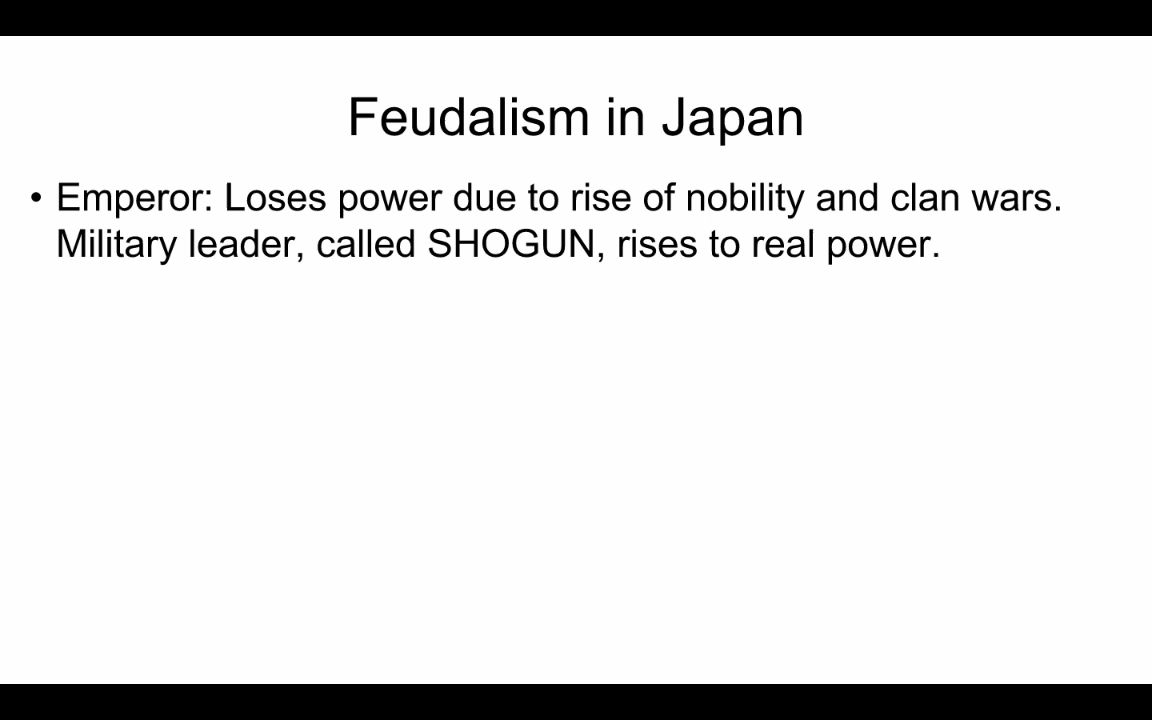 Feudalism in Japan
• Emperor: Loses power due to rise of nobility and clan wars.
Military leader, called SHOGUN, rises to real power.